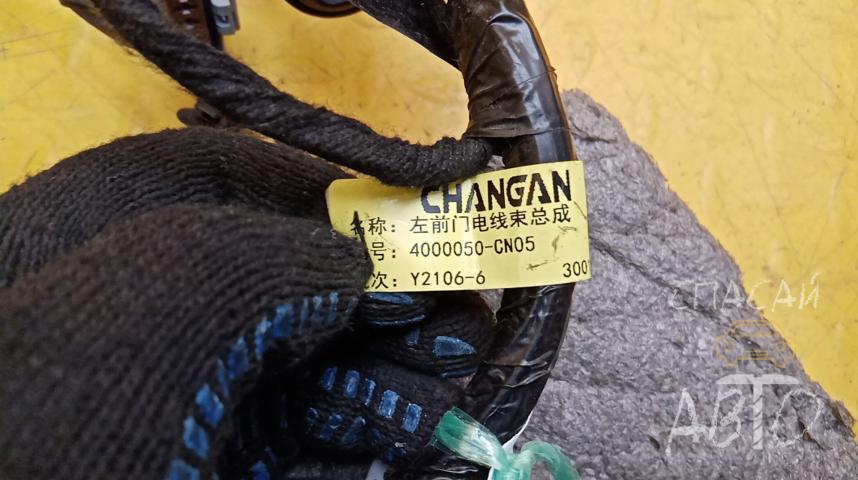 CHANGAN
名称：左前门电线束总成
号：4000050-CN05
次：Y2106-6 300
СПАСАЙ
АВТО